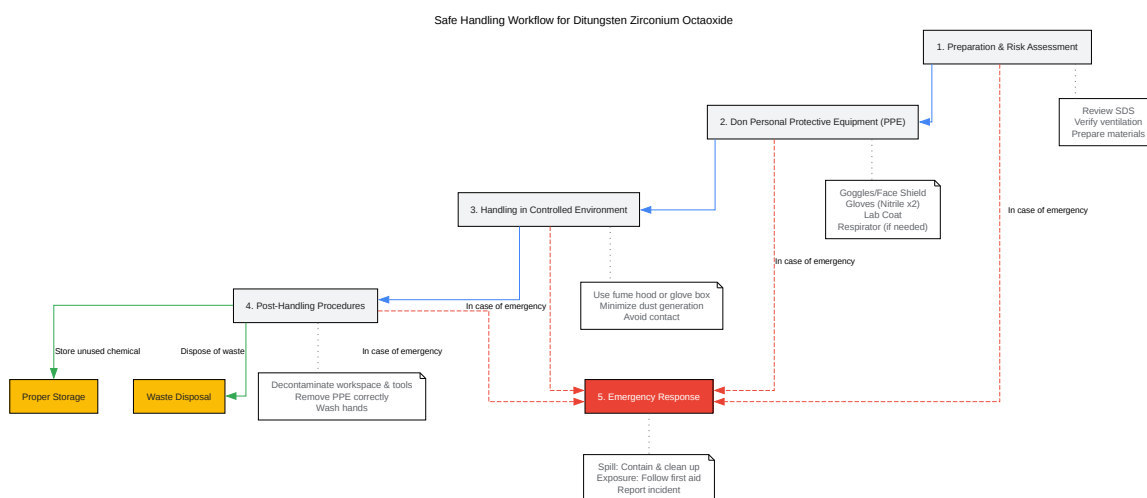 Safe Handling Workflow for Ditungsten Zirconium Octaoxide
1. Preparation & Risk Assessment
Review SDS
Verify ventilation
Prepare materials
2. Don Personal Protective Equipment (PPE)
Goggles/Face Shield
Gloves (Nitrile x2)
Lab Coat
Respirator (if needed)
In case of emergency
3. Handling in Controlled Environment
In case of emergency
Use fume hood or glove box
Minimize dust generation
Avoid contact
4. Post-Handling Procedures
In case of emergency
Store unused chemical
Dispose of waste
In case of emergency
Proper Storage
Waste Disposal
Decontaminate workspace & tools
Remove PPE correctly
Wash hands
5. Emergency Response
Spill: Contain & clean up
Exposure: Follow first aid
Report incident